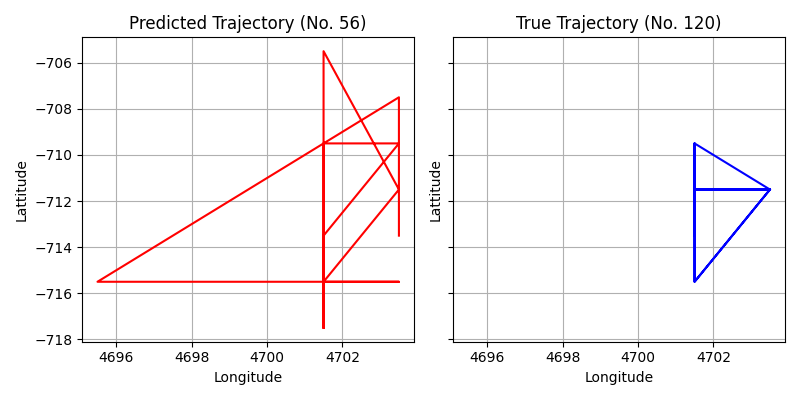 Predicted Trajectory (No. 56)
True Trajectory (No. 120)
Lattitude
−706
−708
−710
−712
−714
−716
−718
4696
4698
4700
4702
Longitude
Lattitude
4696
4698
4700
4702
Longitude